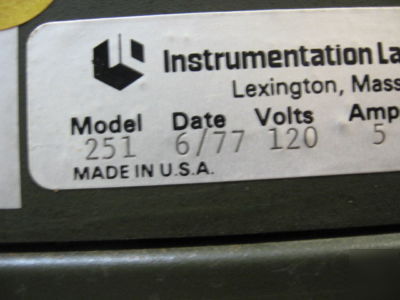 Instrumentation La
Lexington, Mass
Model Date Volts Amp
251 6/77 120 5
MADE IN U.S.A.